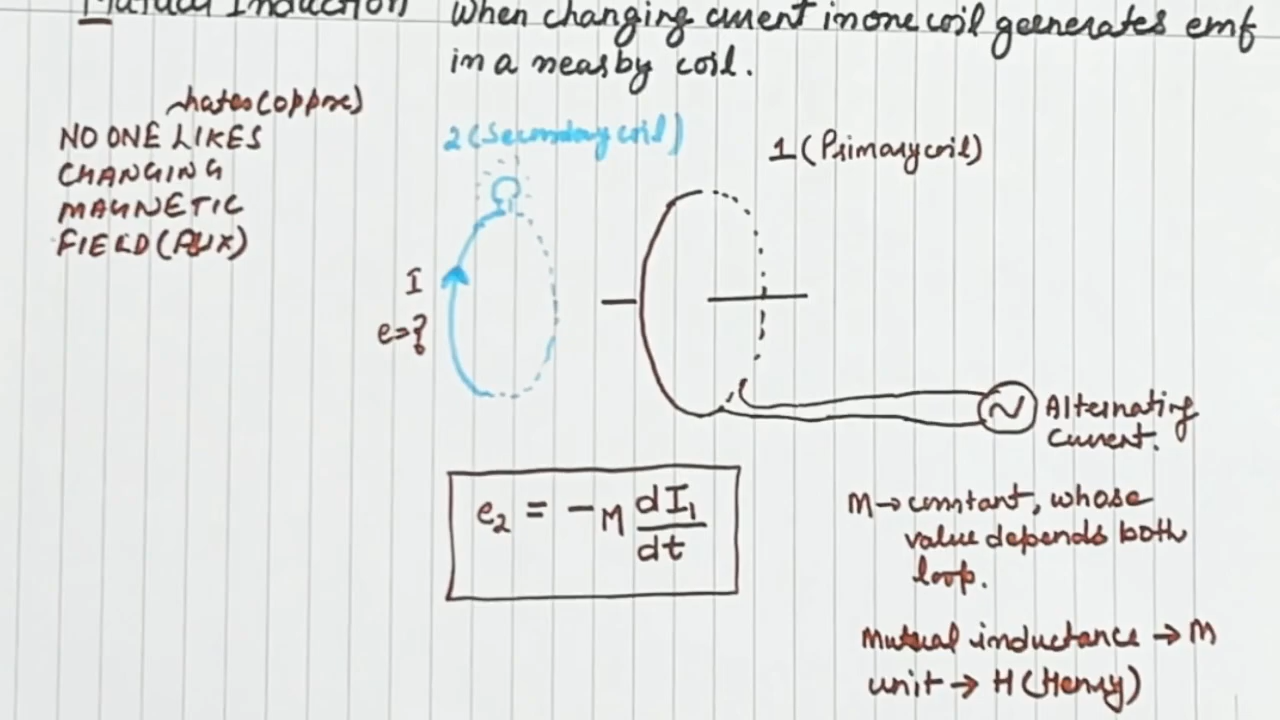 Mutual Induction When changing current in one coil geenerates emf
in a nearby coil.
hates(oppose)
NO ONE LIKES
CHANGING
MAGNETIC
FIELD (FLUX)
2 (Secondary coil)
1 (Primary coil)
I
e=?
~ Alternating
Current.
e₂ = -M dI₁/dt
M→ constant, whose
value depends both
loop.
Mutual inductance → M
unit → H (Henry)